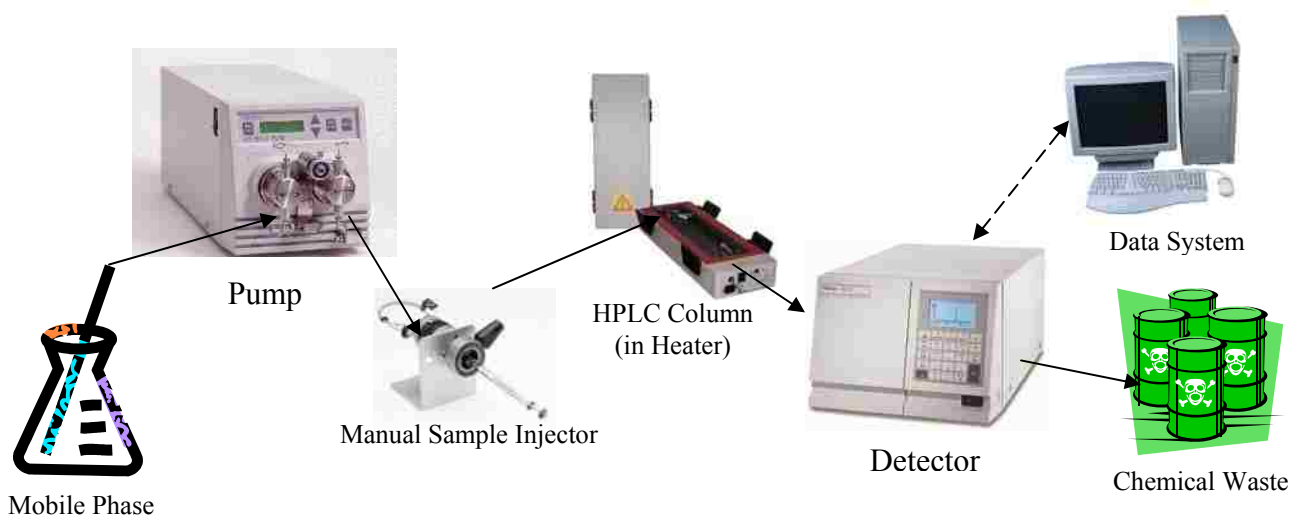 Data System
Pump
HPLC Column
(in Heater)
Manual Sample Injector
Detector
Chemical Waste
Mobile Phase